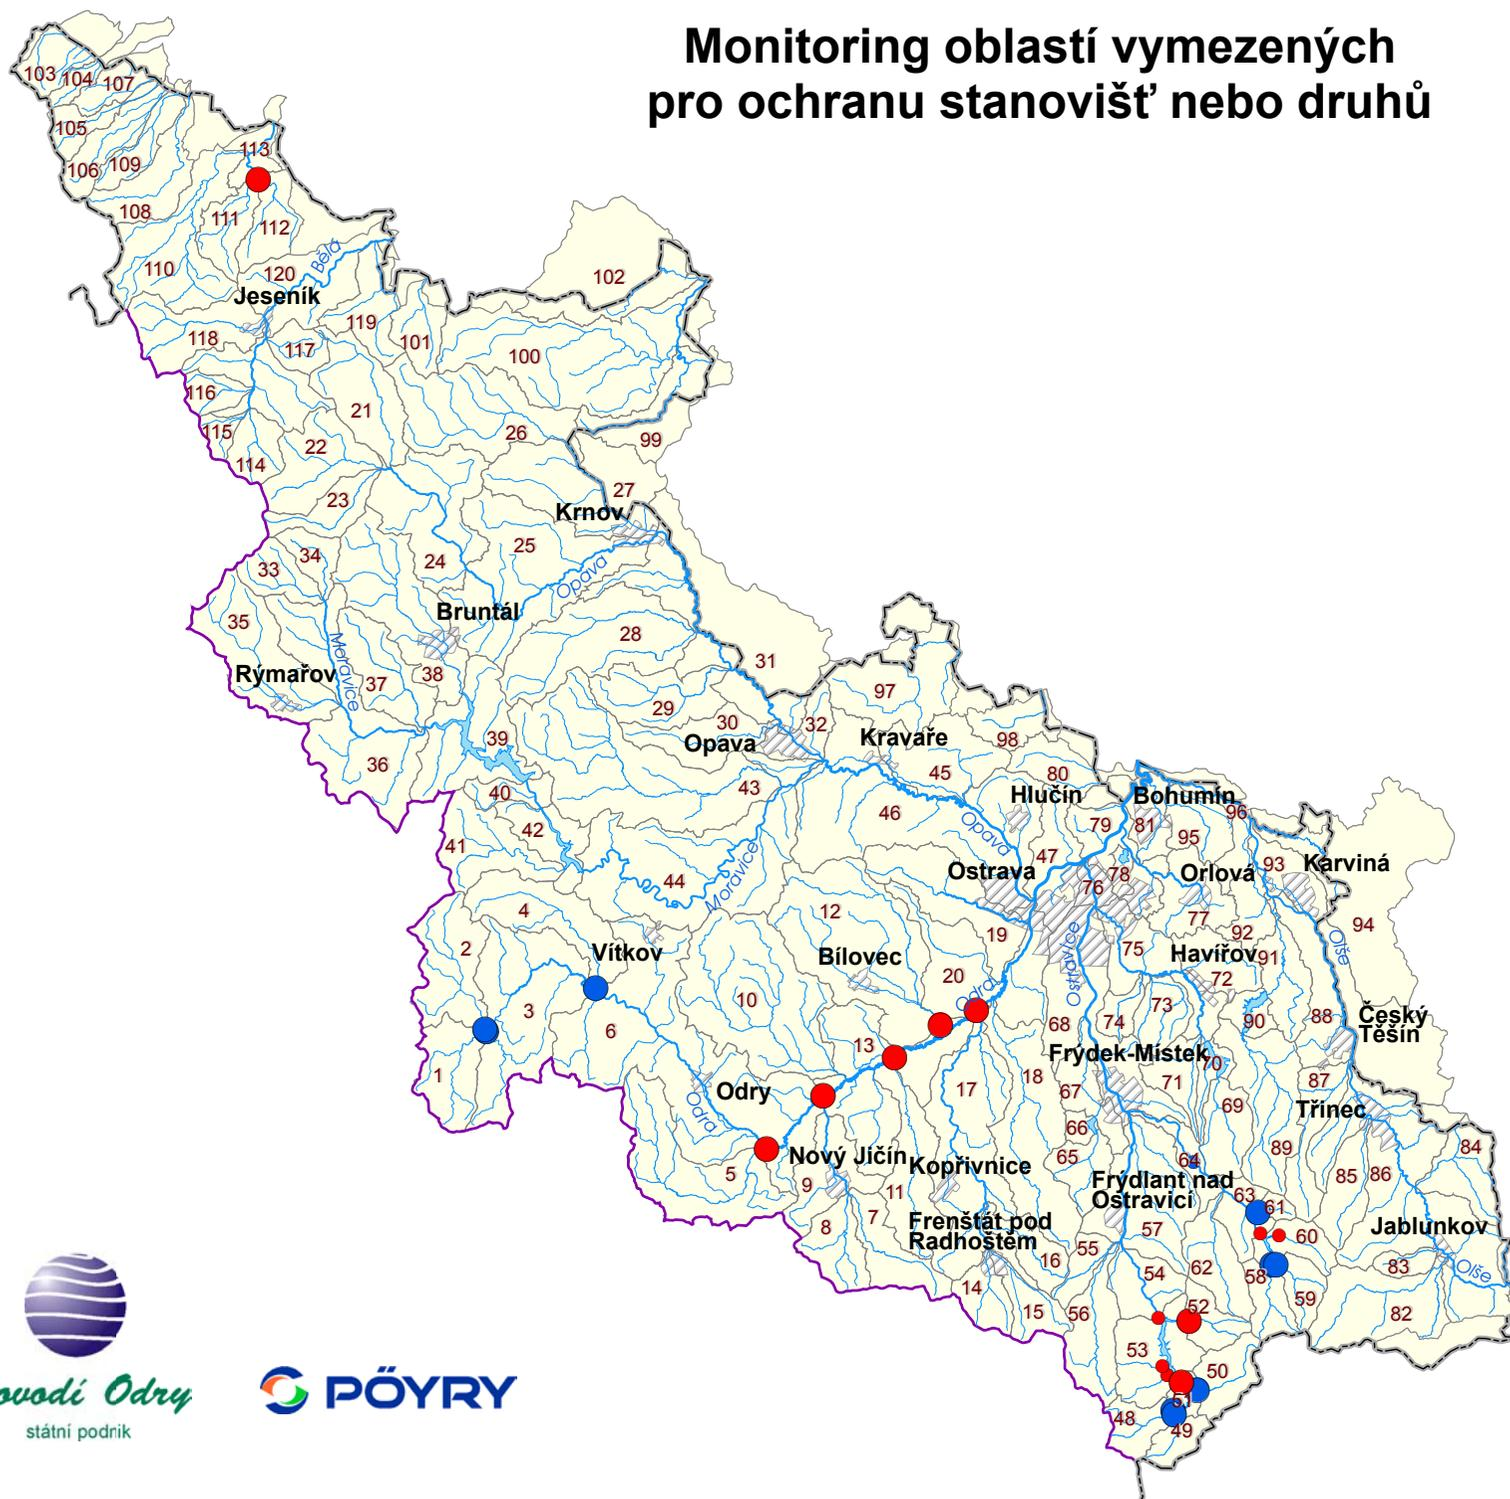 Monitoring oblastí vymezených
pro ochranu stanovišť nebo druhů
103 104 107
105
106 109
113
108
111 112
110
120 Bělá
Jeseník
102
118
119
117
101
100
116
21
115
22
26
99
114
23
27
Krnov
34
33
25
24
Opava
35
Bruntál
28
31
Rýmařov
Moravice
37
38
97
29
30
32
Opava
Kravaře
39
98
36
45
80
43
40
Hlučín
Bohumín
46
79
81
96
42
Opava
95
41
47
93
Karviná
Ostrava
78
Orlová
44
Moravice
76
4
12
77
94
19
92
2
Vítkov
Bílovec
75
Havířov
91
Olše
20
Odra
Ostravice
72
10
73
3
6
68
74
90
88
Český
Těšín
13
Frýdek-Místek
70
1
18
17
67
71
87
Odry
69
Třinec
Odra
66
84
Nový Jičín
Kopřivnice
65
64
89
5
85
86
9
11
Frýdlant nad
Ostravicí
63
61
7
8
Frenštát pod
Radhoštěm
57
60
Jablunkov
55
16
62
54
58
83
Olše
14
59
15
56
52
82
53
50
51
48
49
ovodí Odry
státní podnik
PÖYRY